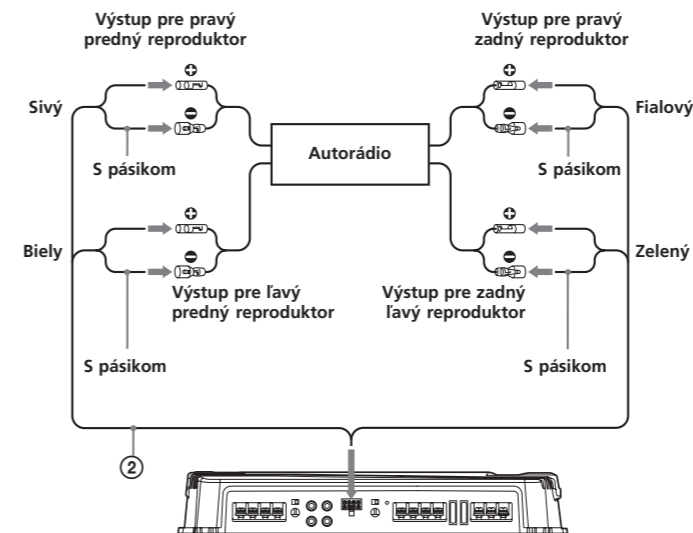 Výstup pre pravý
predný reproduktor
Výstup pre pravý
zadný reproduktor
Sivý
Fialový
Autorádio
S pásikom
S pásikom
Biely
Zelený
Výstup pre ľavý
predný reproduktor
Výstup pre zadný
ľavý reproduktor
S pásikom
S pásikom
②